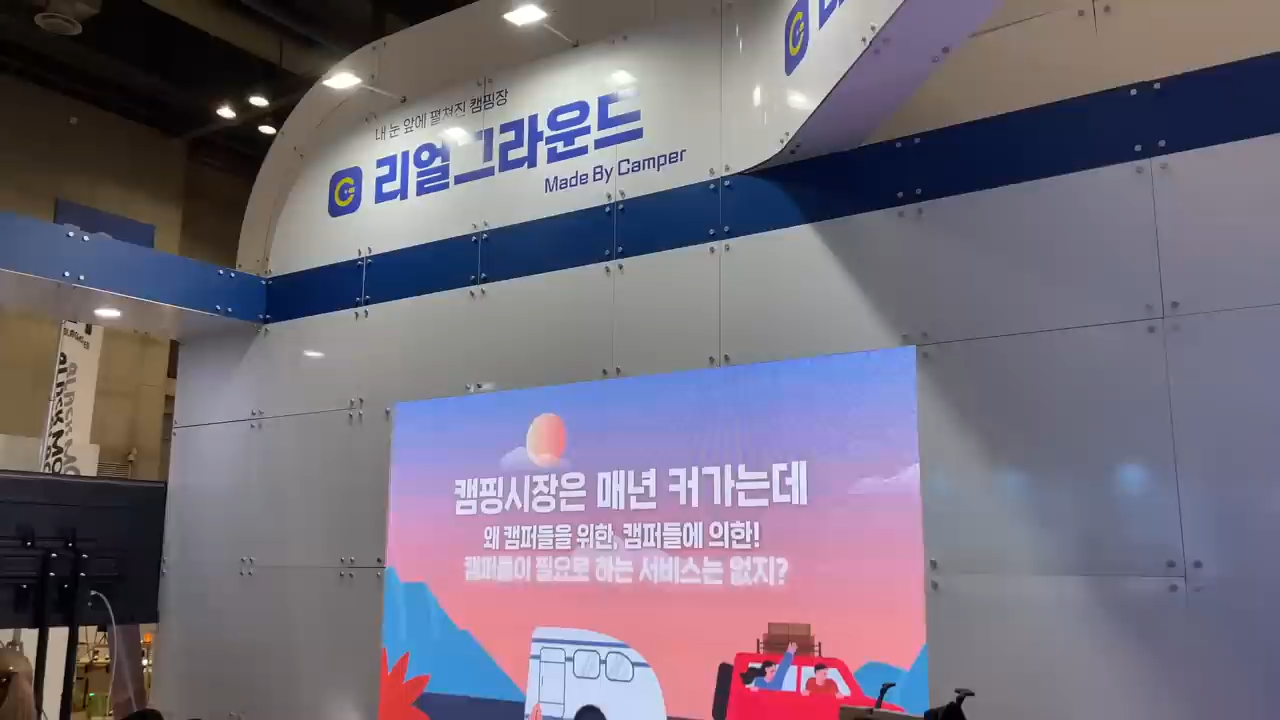 내 눈 앞에 펼쳐진 캠핑장
리얼그라운드
Made By Camper
캠핑시장은 매년 커가는데
왜 캠퍼들을 위한, 캠퍼들에 의한!
캠퍼들이 필요로 하는 서비스는 없지?